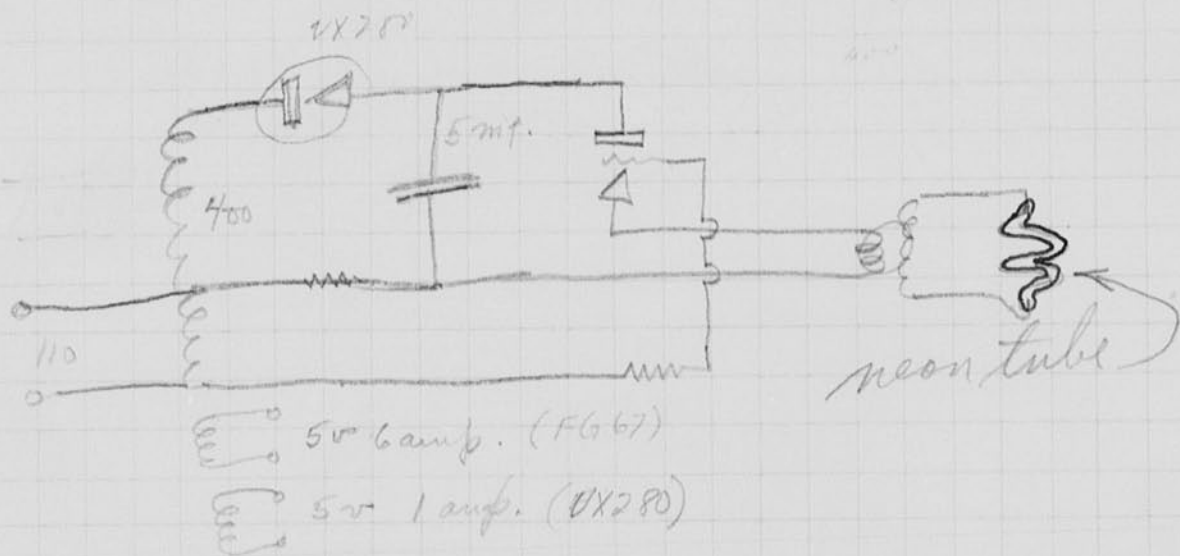 UX280
5 mf.
400
110
neon tube
5v 6 amp. (FG67)
5v 1 amp. (UX280)